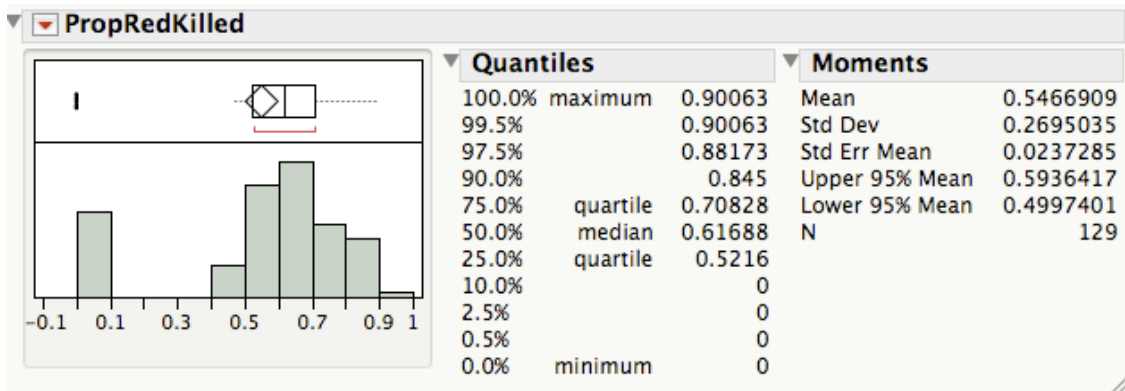 PropRedKilled
-0.1 0.1 0.3 0.5 0.7 0.9 1
Quantiles
100.0% maximum 0.90063
99.5% 0.90063
97.5% 0.88173
90.0% 0.845
75.0% quartile 0.70828
50.0% median 0.61688
25.0% quartile 0.5216
10.0% 0
2.5% 0
0.5% 0
0.0% minimum 0
Moments
Mean 0.5466909
Std Dev 0.2695035
Std Err Mean 0.0237285
Upper 95% Mean 0.5936417
Lower 95% Mean 0.4997401
N 129